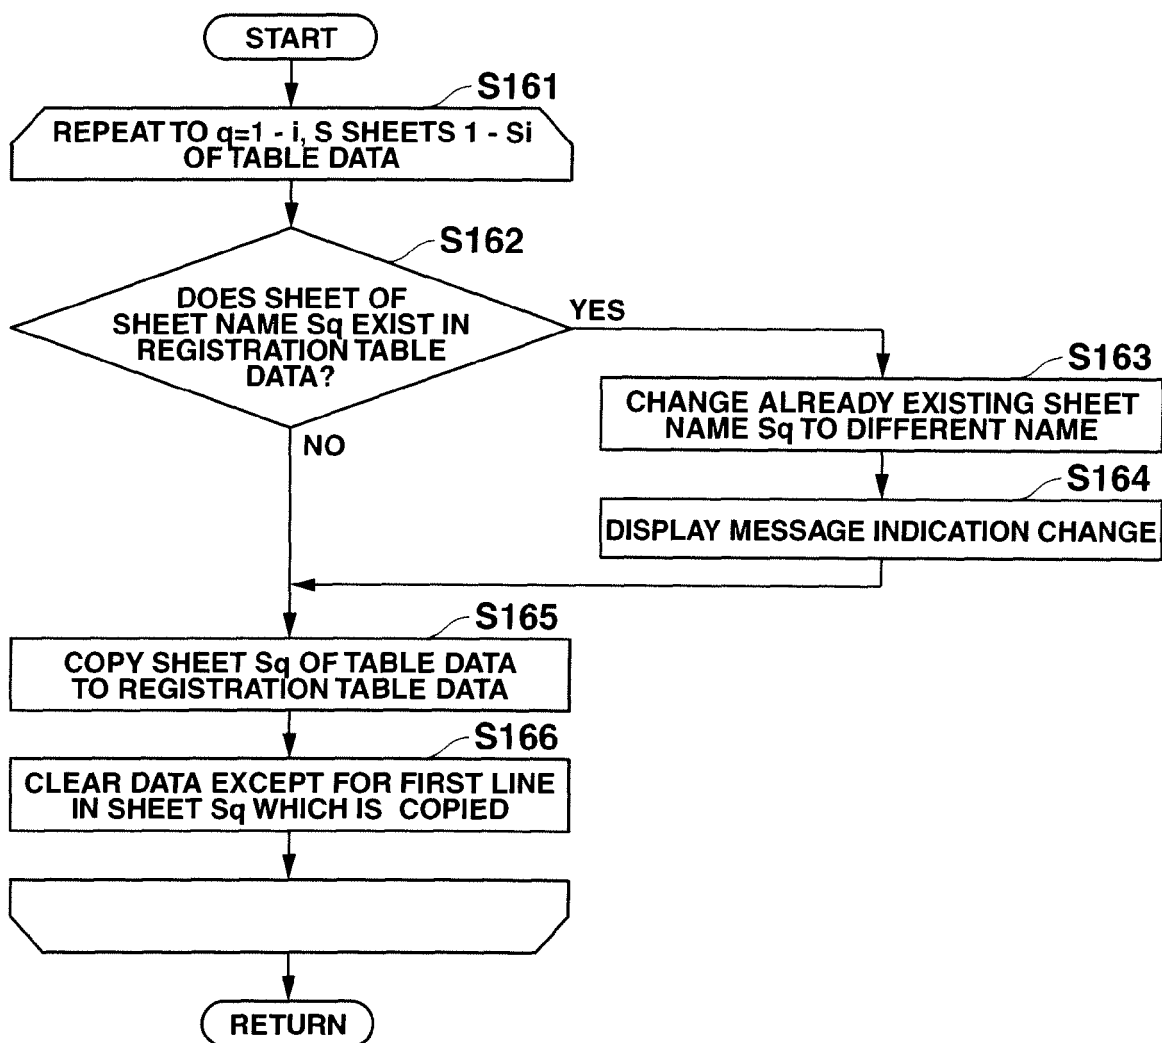 START
S161
REPEAT TO q=1 - i, S SHEETS 1 - Si
OF TABLE DATA
S162
DOES SHEET OF
SHEET NAME Sq EXIST IN
REGISTRATION TABLE
DATA?
YES
NO
S163
CHANGE ALREADY EXISTING SHEET
NAME Sq TO DIFFERENT NAME
S164
DISPLAY MESSAGE INDICATION CHANGE
S165
COPY SHEET Sq OF TABLE DATA
TO REGISTRATION TABLE DATA
S166
CLEAR DATA EXCEPT FOR FIRST LINE
IN SHEET Sq WHICH IS COPIED
RETURN